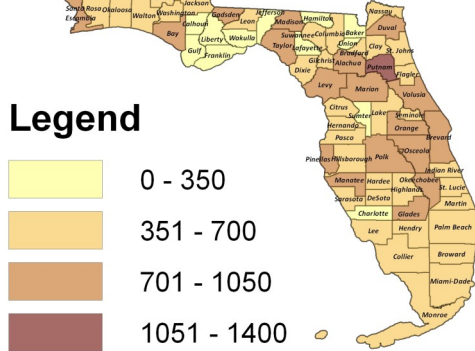 Jackson
Santa Rosa Okaloosa Walton Washington
Escambia
Calhoun
Bay
Gulf
Liberty
Franklin
Gadsden
Leon
Wakulla
Jefferson
Madison
Taylor
Hamilton
Suwannee Columbia
Lafayette
Dixie
Gilchrist
Baker
Union
Bradford
Alachua
Nassau
Duval
Clay
St. Johns
Putnam
Flagler
Levy
Marion
Volusia
Citrus
Sumter
Lake
Hernando
Pasco
Seminole
Orange
Brevard
Pinellas Hillsborough
Polk
Osceola
Indian River
Manatee
Hardee
Okeechobee
Highlands
St. Lucie
Sarasota
DeSoto
Martin
Charlotte
Glades
Lee
Hendry
Palm Beach
Collier
Broward
Miami-Dade
Monroe
Legend
0 - 350
351 - 700
701 - 1050
1051 - 1400